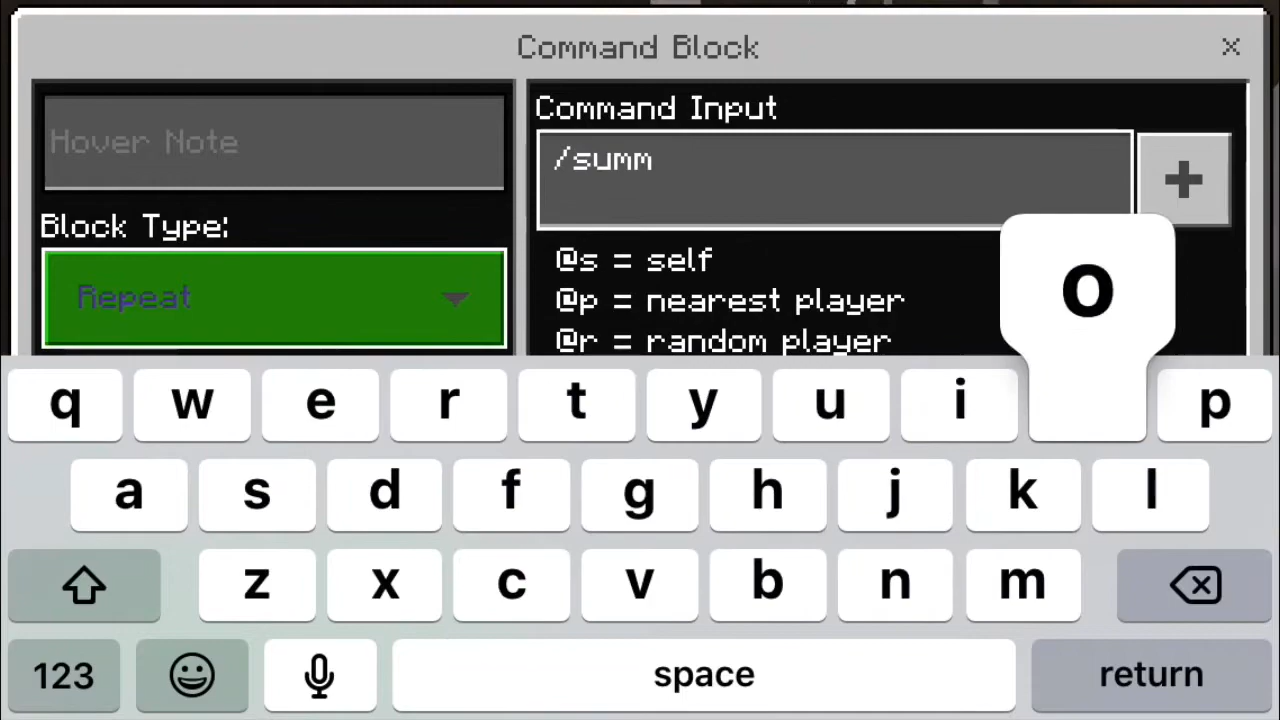 Command Block
Hover Note
Block Type:
Repeat
Command Input
/summ
@s = self
@p = nearest player
@r = random player
o
q w e r t y u i p
a s d f g h j k l
z x c v b n m
123 space return